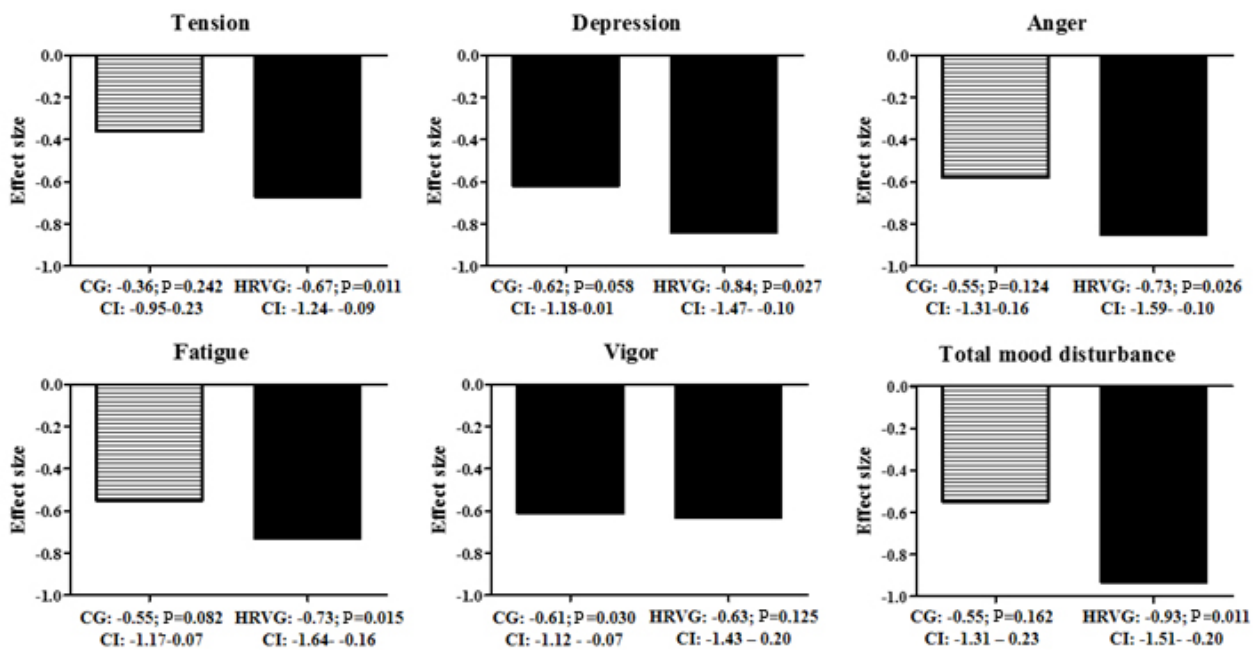 Tension
Effect size
0.0
-0.2
-0.4
-0.6
-0.8
-1.0
CG: -0.36; P=0.242 HRVG: -0.67; P=0.011
CI: -0.95-0.23 CI: -1.24- -0.09
Depression
Effect size
0.0
-0.2
-0.4
-0.6
-0.8
-1.0
CG: -0.62; P=0.058 HRVG: -0.84; P=0.027
CI: -1.18-0.01 CI: -1.47- -0.10
Anger
Effect size
0.0
-0.2
-0.4
-0.6
-0.8
-1.0
CG: -0.55; P=0.124 HRVG: -0.73; P=0.026
CI: -1.31-0.16 CI: -1.59- -0.10
Fatigue
Effect size
0.0
-0.2
-0.4
-0.6
-0.8
-1.0
CG: -0.55; P=0.082 HRVG: -0.73; P=0.015
CI: -1.17-0.07 CI: -1.64- -0.16
Vigor
Effect size
0.0
-0.2
-0.4
-0.6
-0.8
-1.0
CG: -0.61; P=0.030 HRVG: -0.63; P=0.125
CI: -1.12 - -0.07 CI: -1.43 – 0.20
Total mood disturbance
Effect size
0.0
-0.2
-0.4
-0.6
-0.8
-1.0
CG: -0.55; P=0.162 HRVG: -0.93; P=0.011
CI: -1.31 – 0.23 CI: -1.51- -0.20